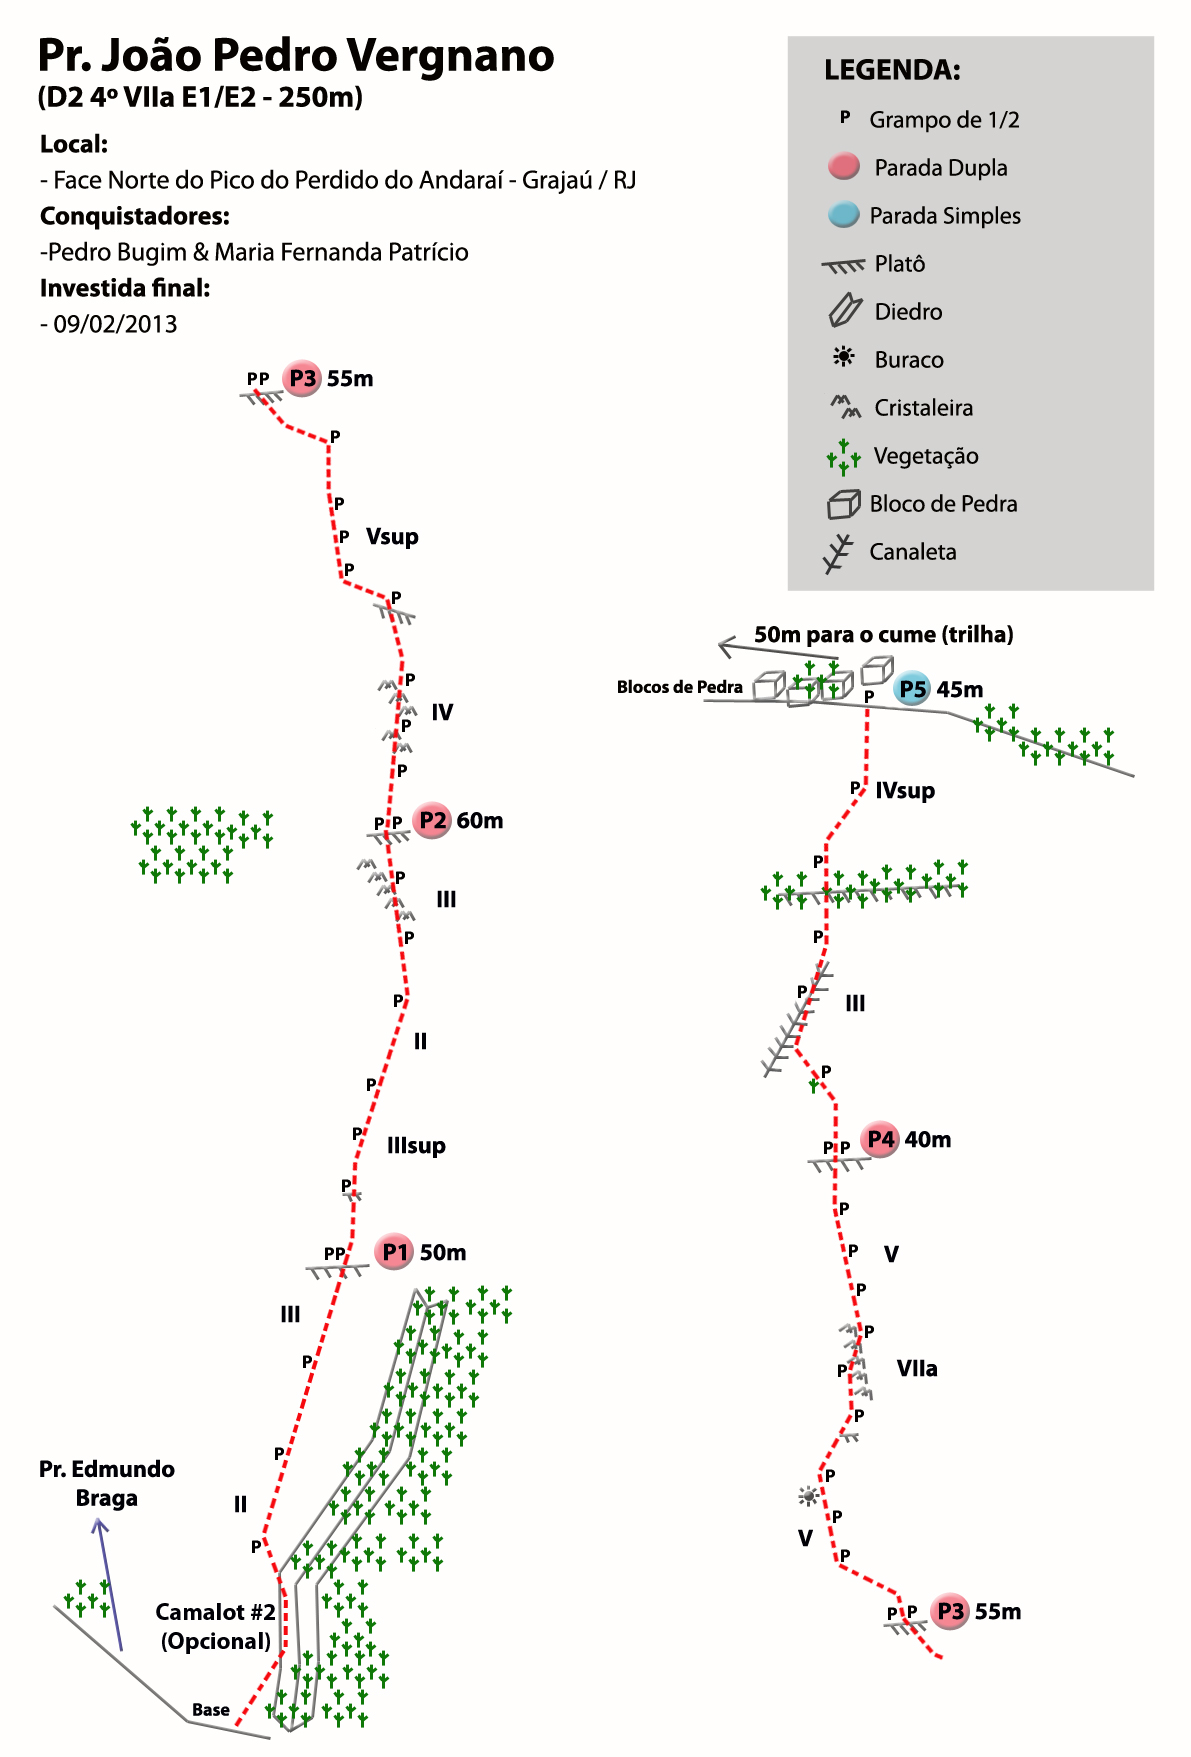 Pr. João Pedro Vergnano
(D2 4º VIIa E1/E2 - 250m)
Local:
- Face Norte do Pico do Perdido do Andaraí - Grajaú / RJ
Conquistadores:
-Pedro Bugim & Maria Fernanda Patrício
Investida final:
- 09/02/2013
LEGENDA:
P Grampo de 1/2
Parada Dupla
Parada Simples
Platô
Diedro
Buraco
Cristaleira
Vegetação
Bloco de Pedra
Canaleta
PP P3 55m
P
P
P Vsup
P
P
P
IV
P
P
P P P2 60m
P
III
P
P
II
P
P
IIIsup
P
PP P1 50m
III
P
P
Pr. Edmundo
Braga
II
P
Camalot #2
(Opcional)
Base
50m para o cume (trilha)
Blocos de Pedra
P P5 45m
P IVsup
P
P
P III
P
P P P4 40m
P
P V
P
P
P VIIa
P
P
P
V
P
P P P3 55m